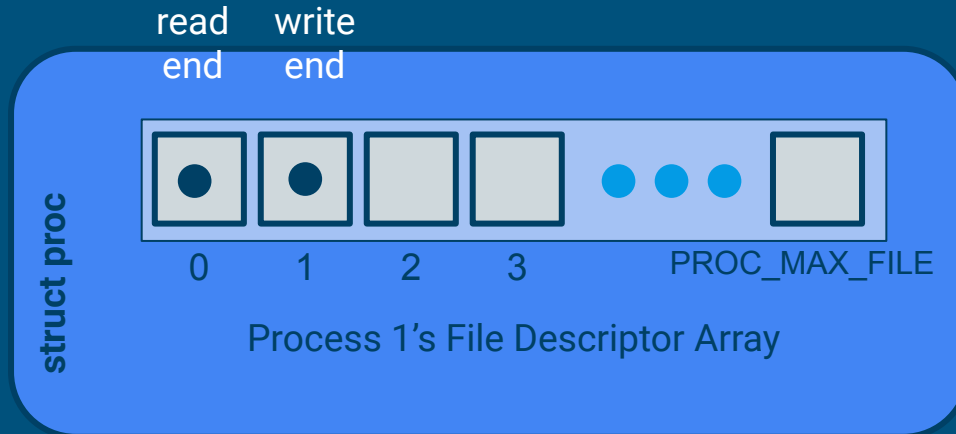 read write
end end
struct proc
0 1 2 3 PROC_MAX_FILE
Process 1’s File Descriptor Array